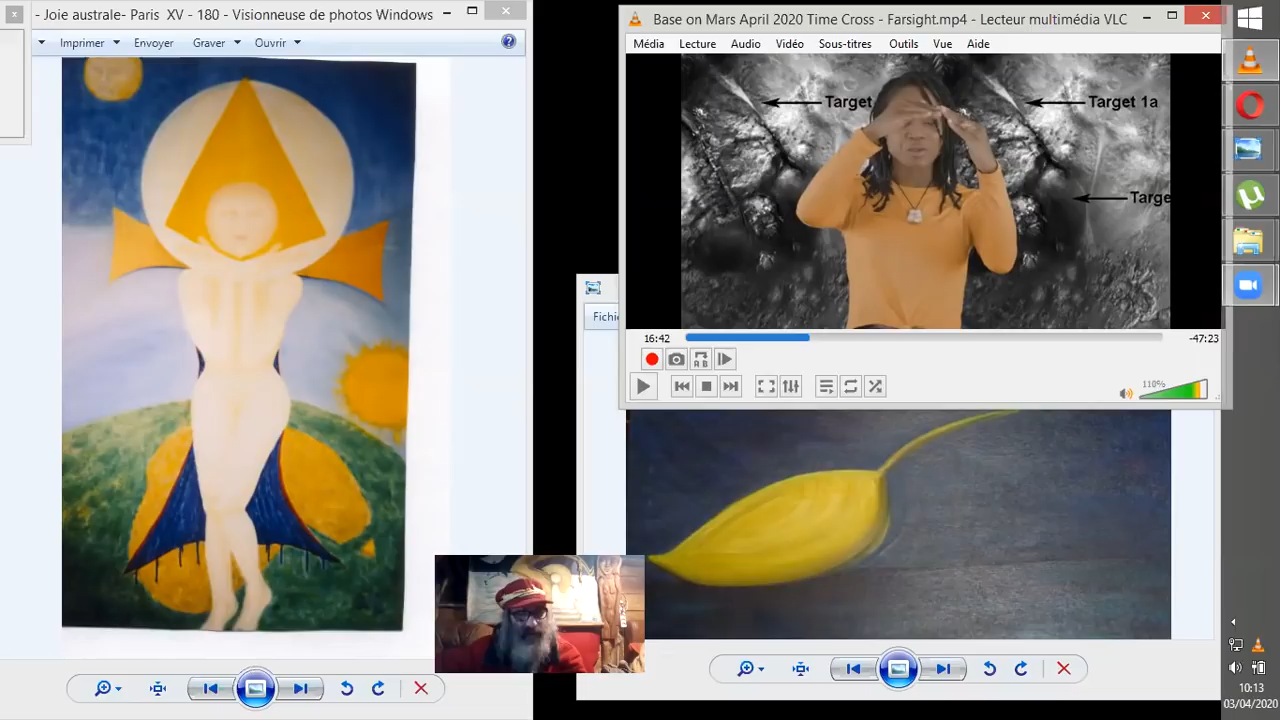 - Joie australe- Paris XV - 180 - Visionneuse de photos Windows
Imprimer Envoyer Graver Ouvrir
Base on Mars April 2020 Time Cross - Farsight.mp4 - Lecteur multimédia VLC
Média Lecture Audio Vidéo Sous-titres Outils Vue Aide
Target
Target 1a
Targe
16:42
-47:23
Fichie
110%
10:13
03/04/2020